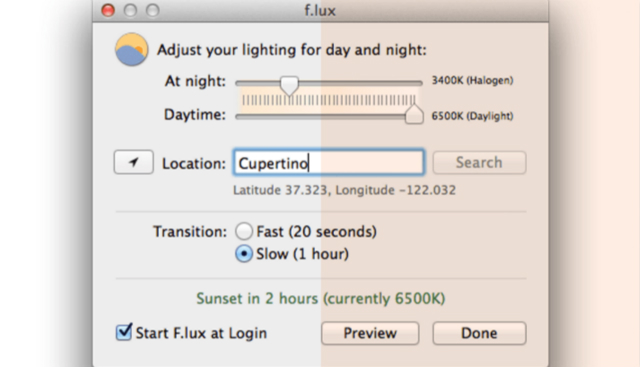 f.lux
Adjust your lighting for day and night:
At night: 3400K (Halogen)
Daytime: 6500K (Daylight)
Location: Cupertino Search
Latitude 37.323, Longitude -122.032
Transition: Fast (20 seconds)
Slow (1 hour)
Sunset in 2 hours (currently 6500K)
Start F.lux at Login Preview Done